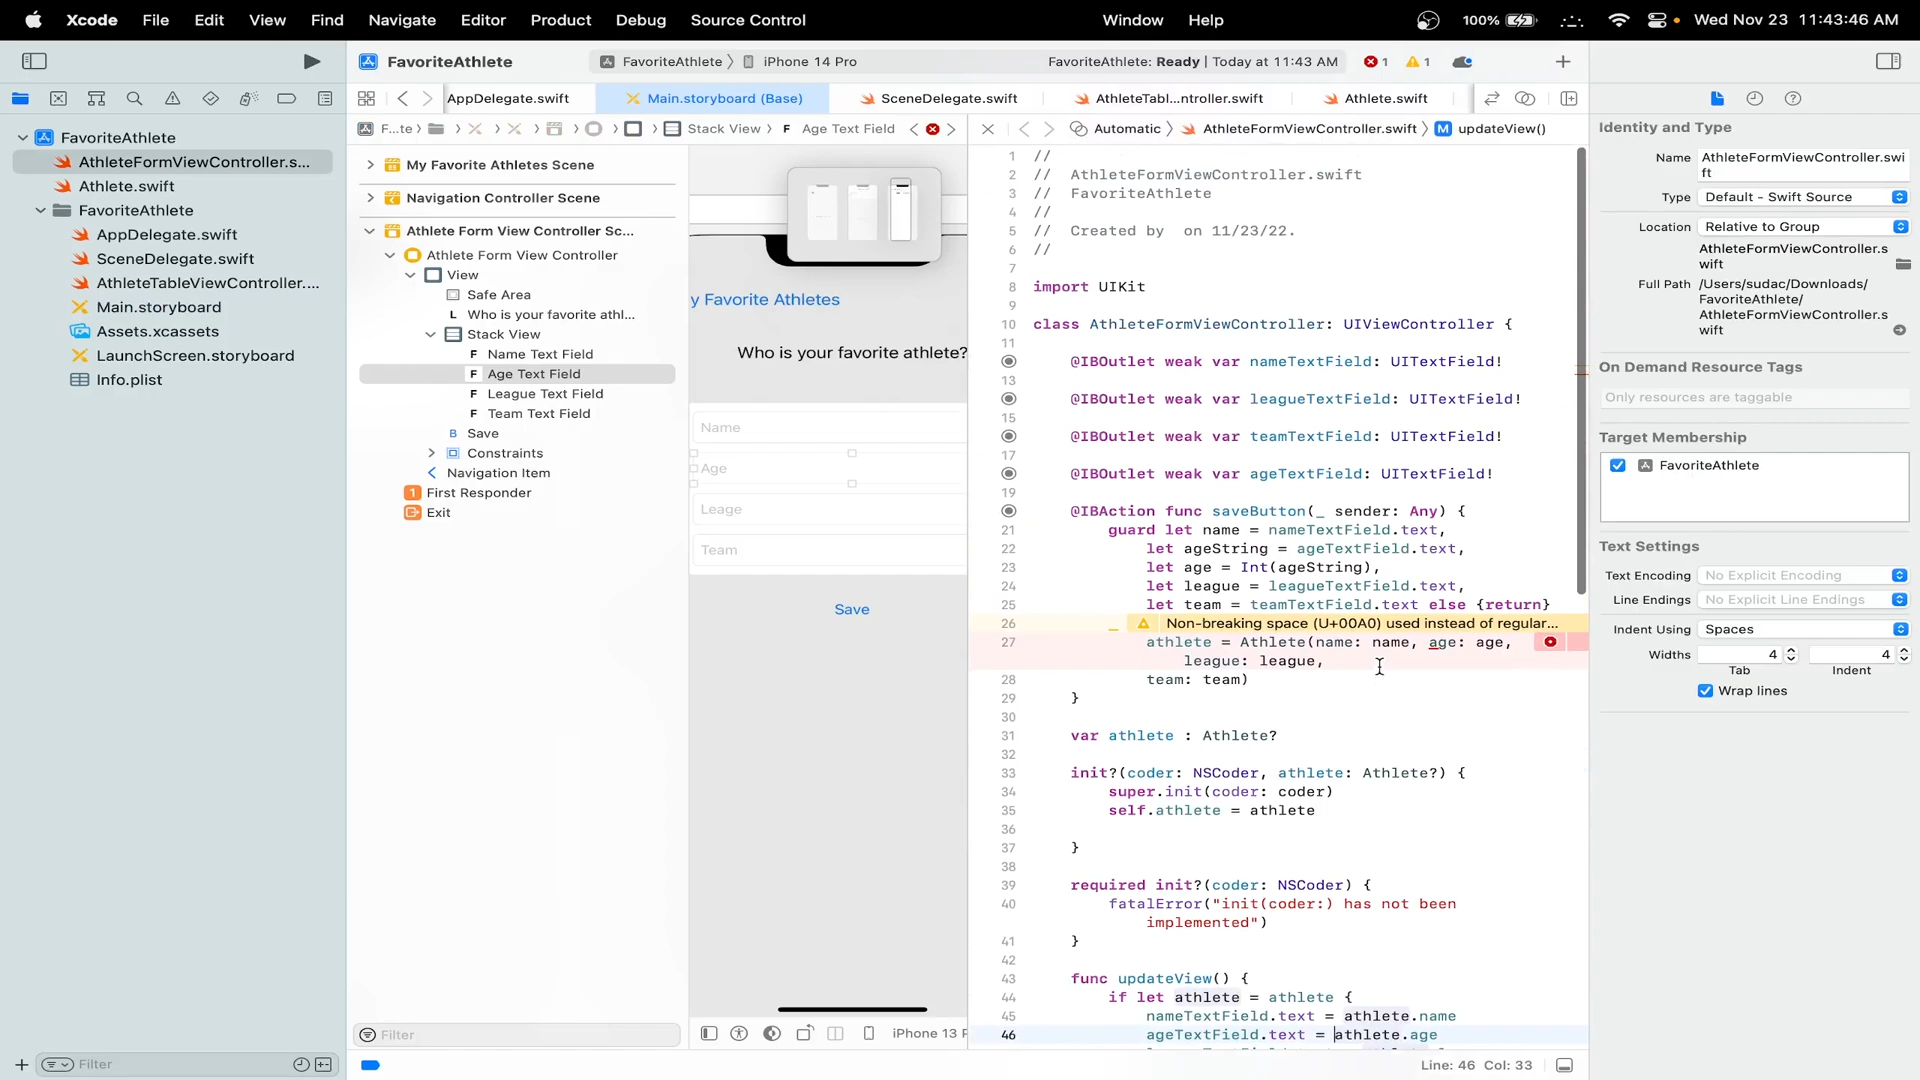 Xcode File Edit View Find Navigate Editor Product Debug Source Control Window Help 100% Wed Nov 23 11:43:46 AM
FavoriteAthlete FavoriteAthlete iPhone 14 Pro FavoriteAthlete: Ready | Today at 11:43 AM 1 1
AppDelegate.swift Main.storyboard (Base) SceneDelegate.swift AthleteTabl...ntroller.swift Athlete.swift
F...te Stack View F Age Text Field Automatic AthleteFormViewController.swift M updateView()
FavoriteAthlete
AthleteFormViewController.s...
Athlete.swift
FavoriteAthlete
AppDelegate.swift
SceneDelegate.swift
AthleteTableViewController....
Main.storyboard
Assets.xcassets
LaunchScreen.storyboard
Info.plist
Filter
My Favorite Athletes Scene
Navigation Controller Scene
Athlete Form View Controller Sc...
Athlete Form View Controller
View
Safe Area
L Who is your favorite athl...
Stack View
F Name Text Field
F Age Text Field
F League Text Field
F Team Text Field
B Save
Constraints
Navigation Item
1 First Responder
Exit
Filter
y Favorite Athletes
Who is your favorite athlete?
Name
Age
Leage
Team
Save
iPhone 13 P
1 //
2 // AthleteFormViewController.swift
3 // FavoriteAthlete
4 //
5 // Created by on 11/23/22.
6 //
7
8 import UIKit
9
10 class AthleteFormViewController: UIViewController {
11
@IBOutlet weak var nameTextField: UITextField!
13
@IBOutlet weak var leagueTextField: UITextField!
15
@IBOutlet weak var teamTextField: UITextField!
17
@IBOutlet weak var ageTextField: UITextField!
19
@IBAction func saveButton(_ sender: Any) {
21 guard let name = nameTextField.text,
22 let ageString = ageTextField.text,
23 let age = Int(ageString),
24 let league = leagueTextField.text,
25 let team = teamTextField.text else {return}
26 Non-breaking space (U+00A0) used instead of regular...
27 athlete = Athlete(name: name, age: age,
league: league,
28 team: team)
29 }
30
31 var athlete : Athlete?
32
33 init?(coder: NSCoder, athlete: Athlete?) {
34 super.init(coder: coder)
35 self.athlete = athlete
36
37 }
38
39 required init?(coder: NSCoder) {
40 fatalError("init(coder:) has not been
implemented")
41 }
42
43 func updateView() {
44 if let athlete = athlete {
45 nameTextField.text = athlete.name
46 ageTextField.text = athlete.age
Line: 46 Col: 33
Identity and Type
Name AthleteFormViewController.swi
ft
Type Default - Swift Source
Location Relative to Group
AthleteFormViewController.s
wift
Full Path /Users/sudac/Downloads/
FavoriteAthlete/
AthleteFormViewController.s
wift
On Demand Resource Tags
Only resources are taggable
Target Membership
FavoriteAthlete
Text Settings
Text Encoding No Explicit Encoding
Line Endings No Explicit Line Endings
Indent Using Spaces
Widths 4 4
Tab Indent
Wrap lines